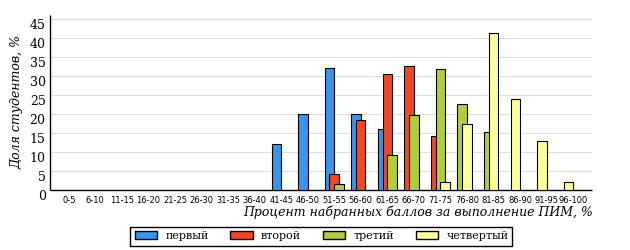 Доля студентов, %
45
40
35
30
25
20
15
10
5
0
0-5 6-10 11-15 16-20 21-25 26-30 31-35 36-40 41-45 46-50 51-55 56-60 61-65 66-70 71-75 76-80 81-85 86-90 91-95 96-100
Процент набранных баллов за выполнение ПИМ, %
первый второй третий четвертый